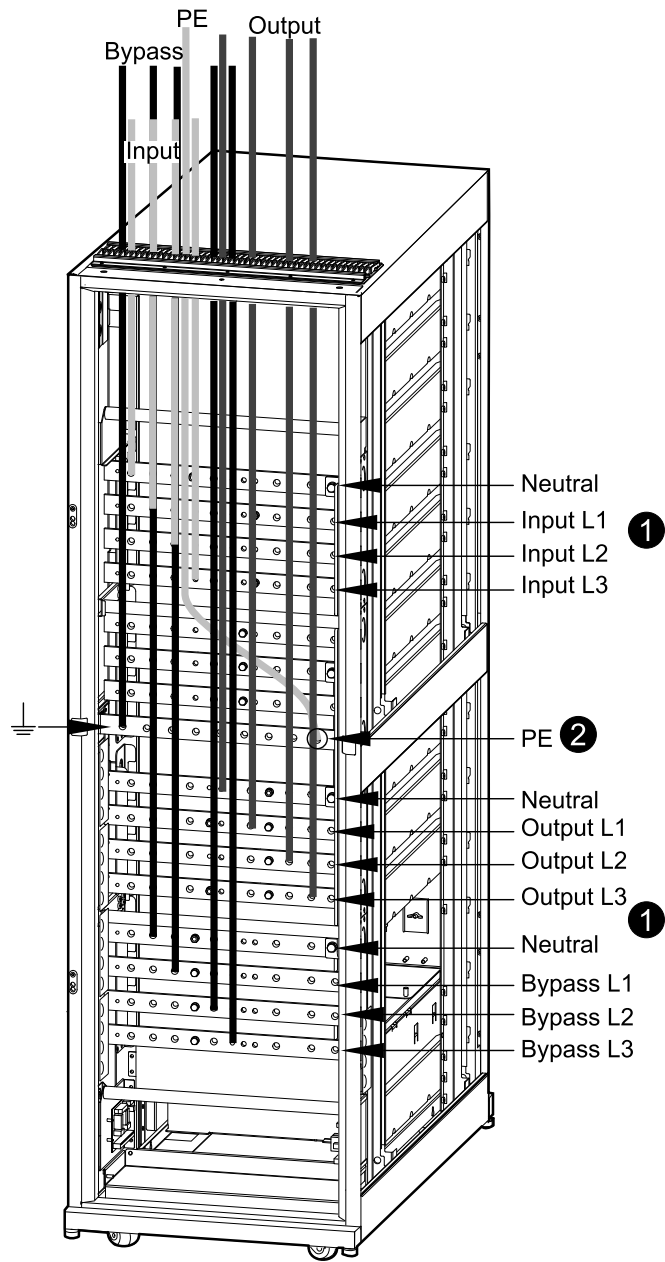 PE
Output
Bypass
Input
Neutral
Input L1
1
Input L2
Input L3
PE 2
Neutral
Output L1
Output L2
Output L3
1
Neutral
Bypass L1
Bypass L2
Bypass L3